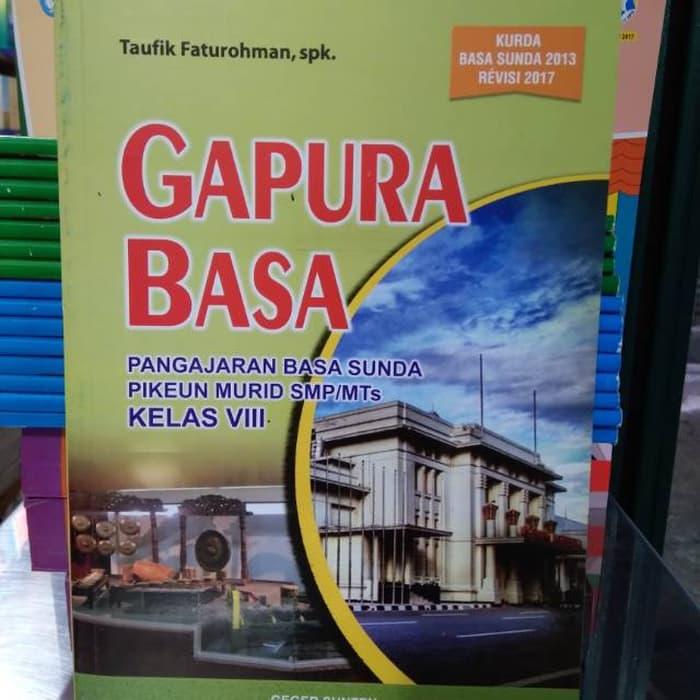 Taufik Faturohman, spk.
KURDA
BASA SUNDA 2013
RÉVISI 2017
GAPURA
BASA
PANGAJARAN BASA SUNDA
PIKEUN MURID SMP/MTs
KELAS VIII